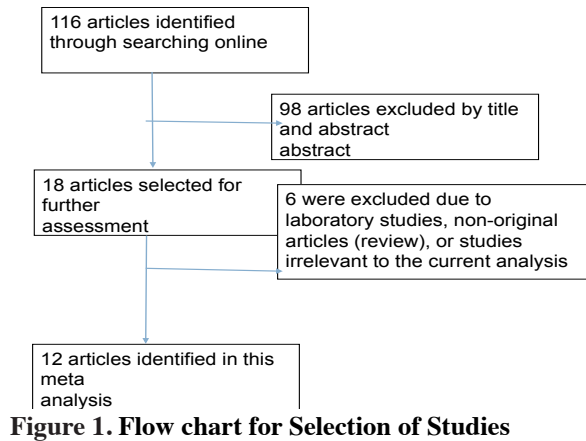 116 articles identified
through searching online
98 articles excluded by title
and abstract
abstract
18 articles selected for
further
assessment
6 were excluded due to
laboratory studies, non-original
articles (review), or studies
irrelevant to the current analysis
12 articles identified in this
meta
analysis
Figure 1. Flow chart for Selection of Studies